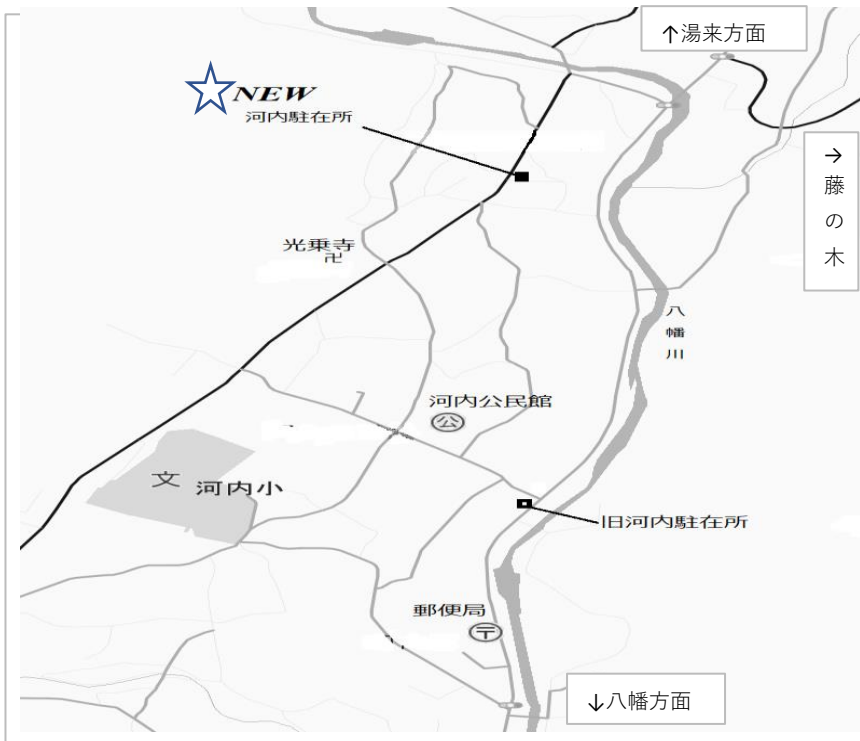 ↑湯来方面
☆NEW
河内駐在所
→
藤
の
木
光乗寺
卍
八
幡
川
河内公民館
公
文
河内小
旧河内駐在所
郵便局
〒
↓八幡方面